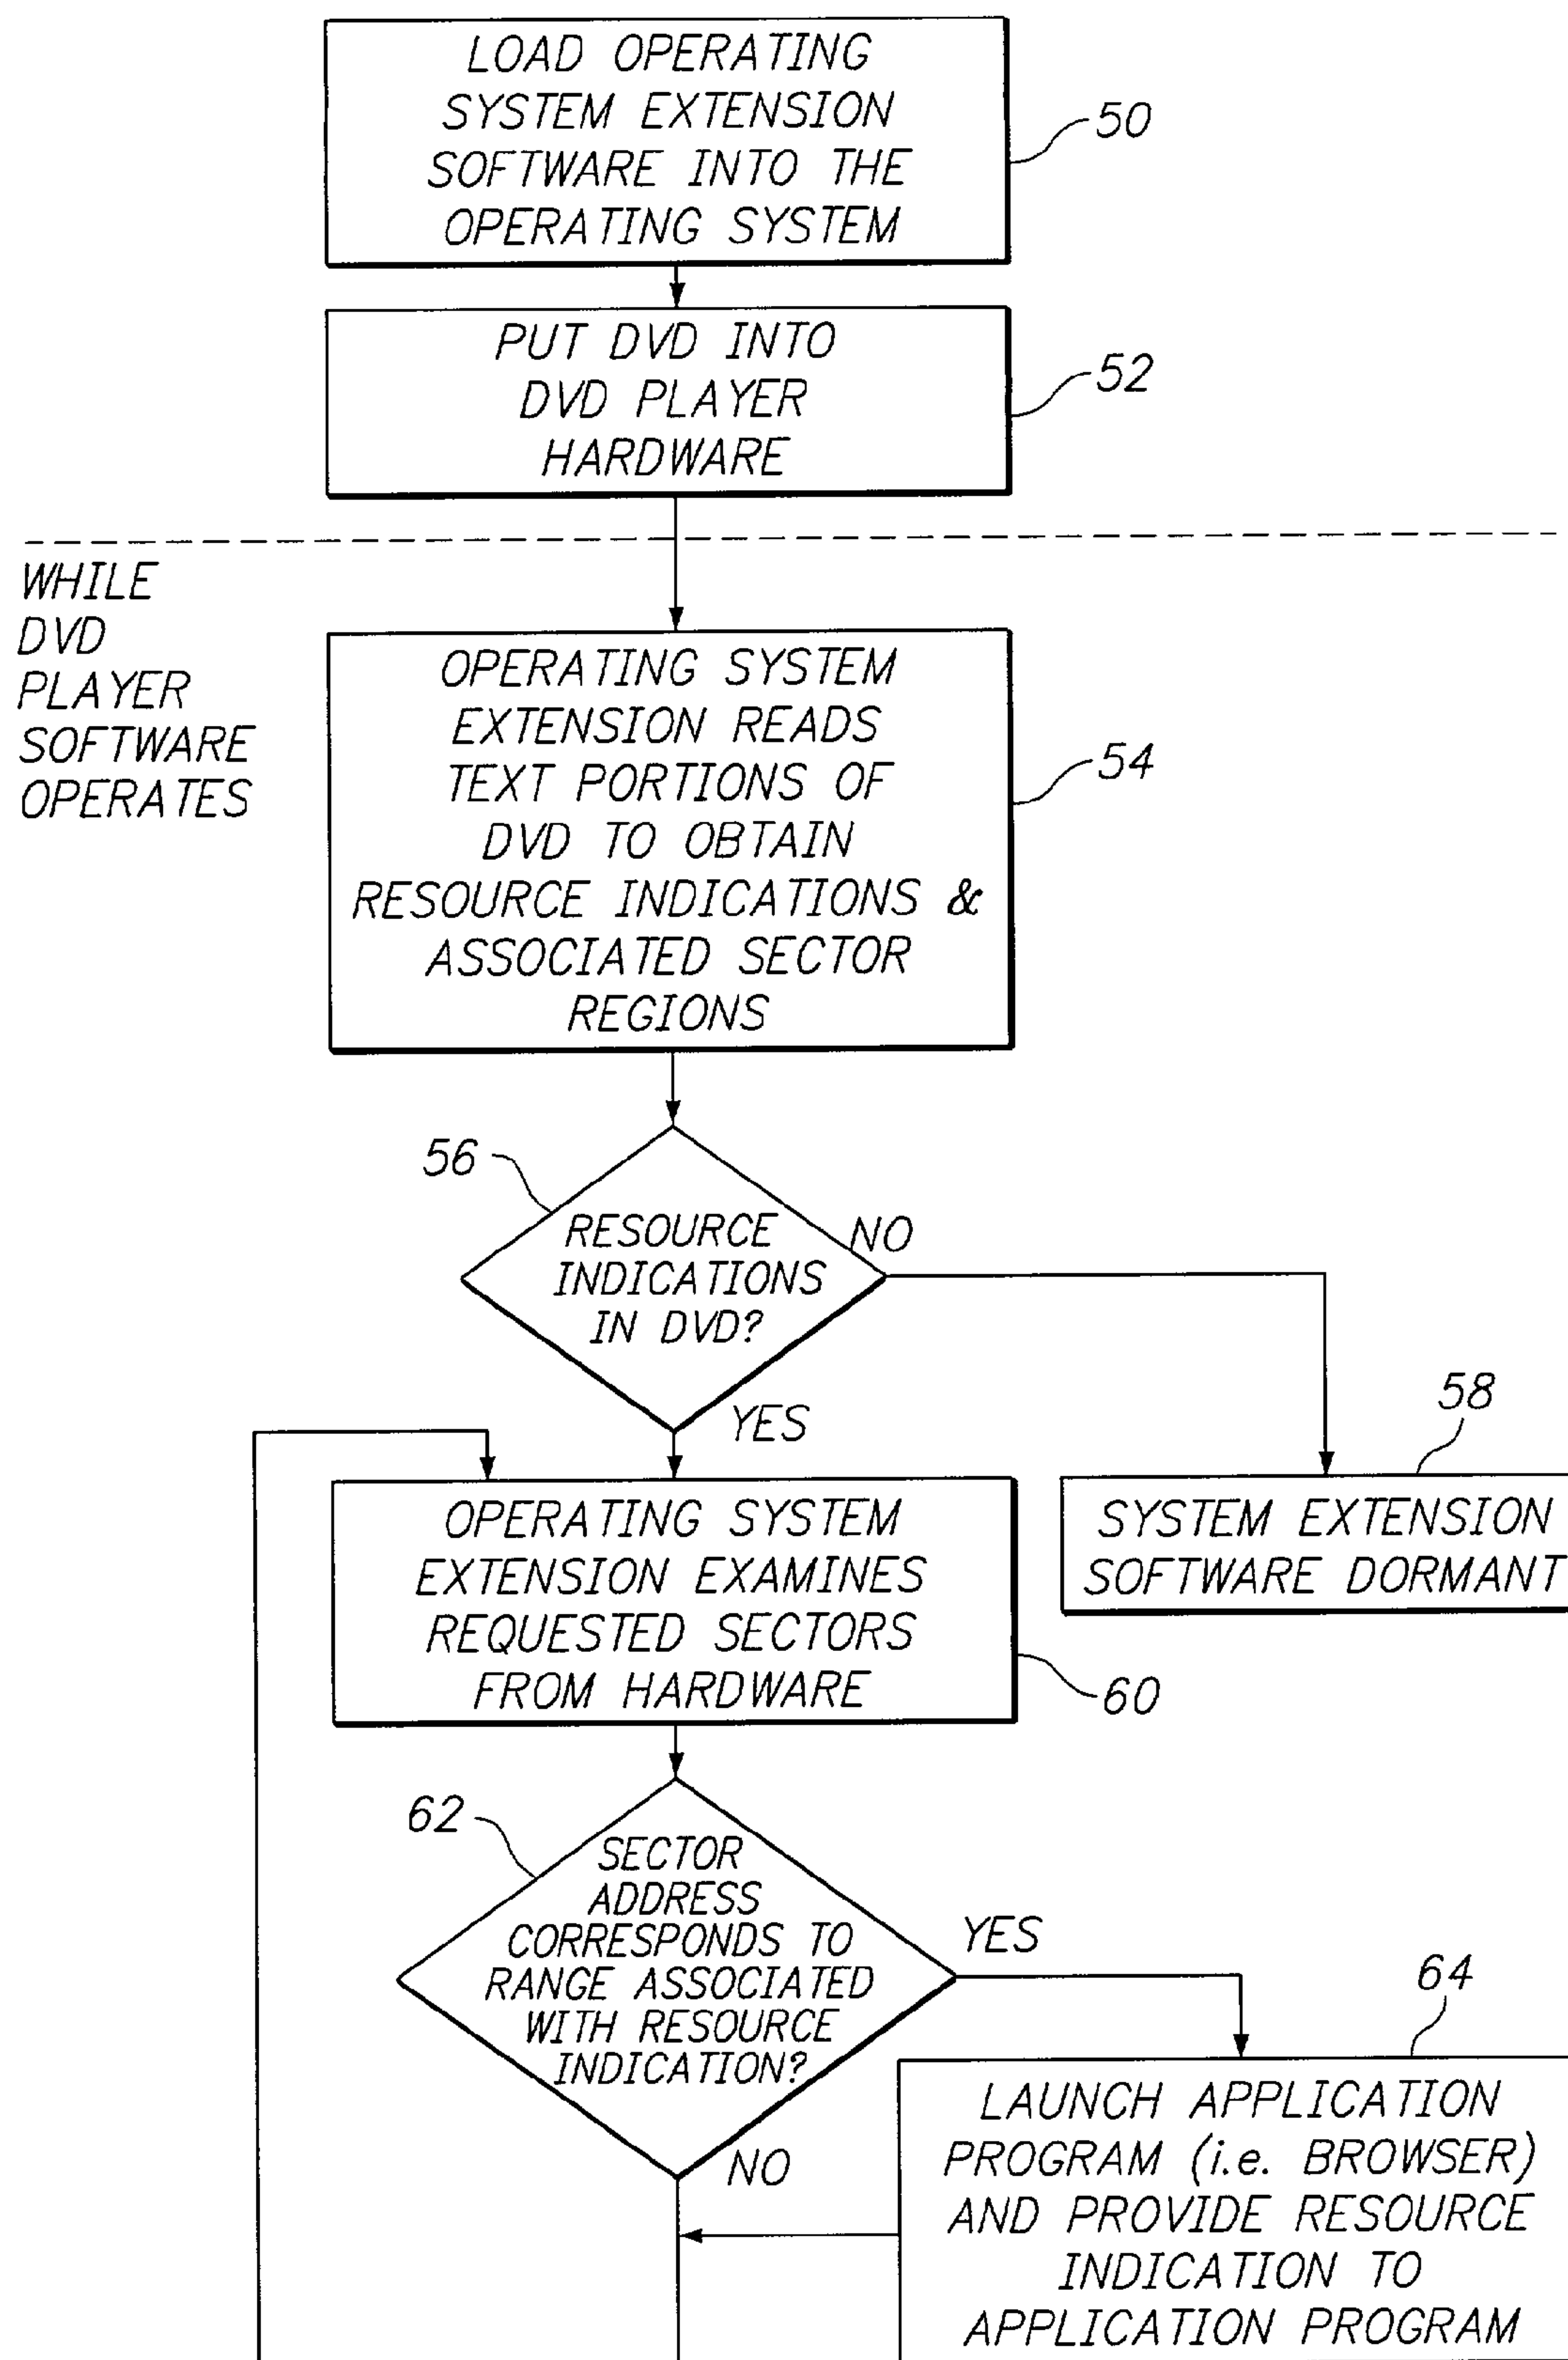 LOAD OPERATING
SYSTEM EXTENSION
SOFTWARE INTO THE
OPERATING SYSTEM
50
PUT DVD INTO
DVD PLAYER
HARDWARE
52
WHILE
DVD
PLAYER
SOFTWARE
OPERATES
OPERATING SYSTEM
EXTENSION READS
TEXT PORTIONS OF
DVD TO OBTAIN
RESOURCE INDICATIONS &
ASSOCIATED SECTOR
REGIONS
54
56
RESOURCE
INDICATIONS
IN DVD?
NO
YES
58
SYSTEM EXTENSION
SOFTWARE DORMANT
OPERATING SYSTEM
EXTENSION EXAMINES
REQUESTED SECTORS
FROM HARDWARE
60
62
SECTOR
ADDRESS
CORRESPONDS TO
RANGE ASSOCIATED
WITH RESOURCE
INDICATION?
YES
NO
64
LAUNCH APPLICATION
PROGRAM (i.e. BROWSER)
AND PROVIDE RESOURCE
INDICATION TO
APPLICATION PROGRAM